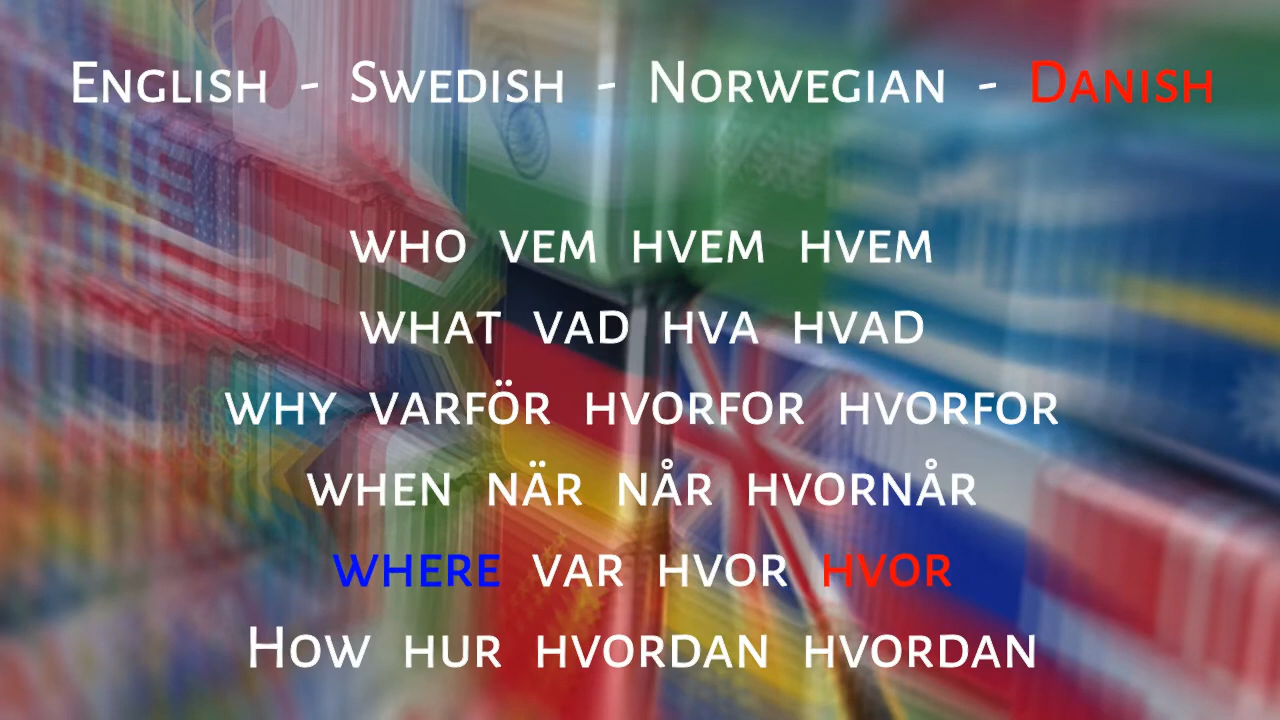 English - Swedish - Norwegian - Danish
who vem hvem hvem
what vad hva hvad
why varför hvorfor hvorfor
when när når hvornår
where var hvor hvor
How hur hvordan hvordan